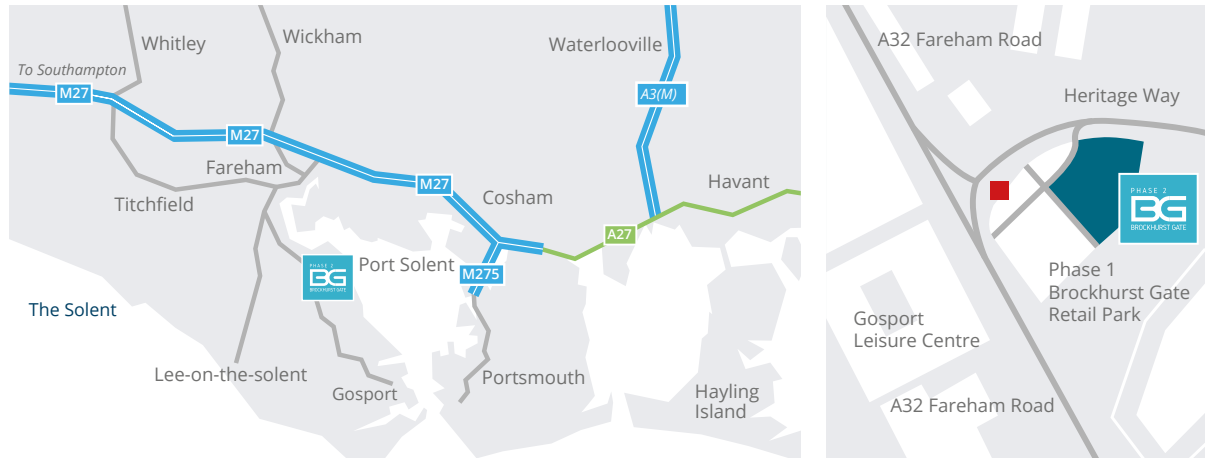 Whitley
Wickham
Waterlooville
To Southampton
M27
A3(M)
M27
Fareham
M27
Cosham
Havant
Titchfield
A27
PHASE 2
BG
BROCKHURST GATE
Port Solent
M275
The Solent
Lee-on-the-solent
Gosport
Portsmouth
Hayling
Island
A32 Fareham Road
Heritage Way
PHASE 2
BG
BROCKHURST GATE
Phase 1
Brockhurst Gate
Retail Park
Gosport
Leisure Centre
A32 Fareham Road